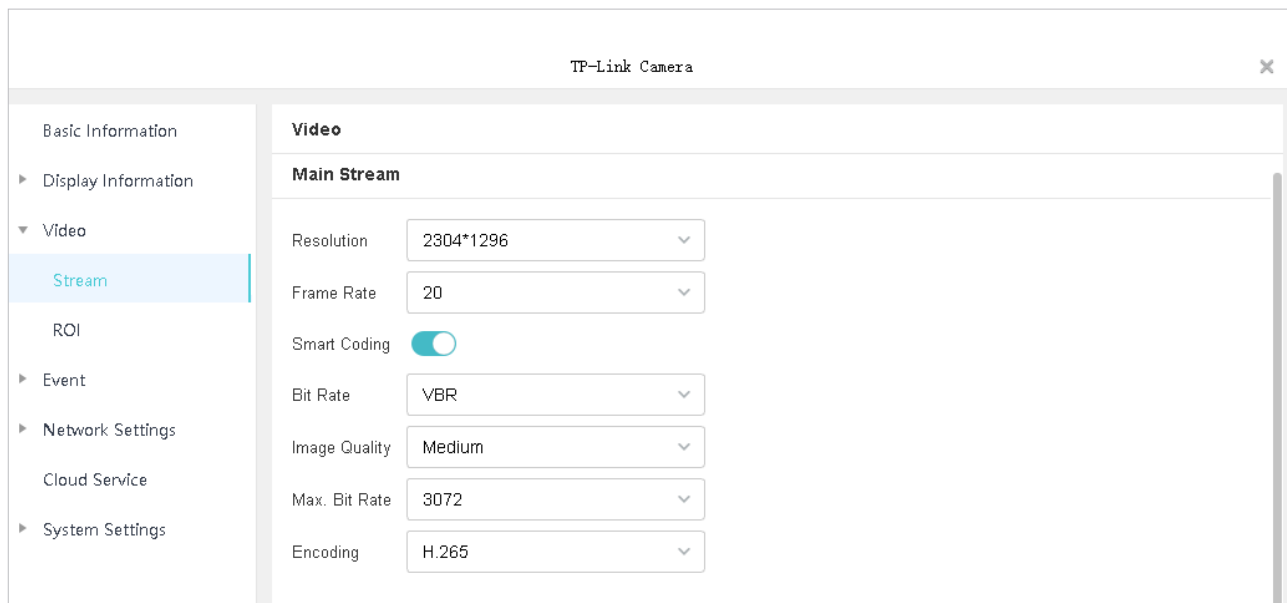 TP-Link Camera
Basic Information
Display Information
Video
Stream
ROI
Event
Network Settings
Cloud Service
System Settings
Video
Main Stream
Resolution 2304*1296
Frame Rate 20
Smart Coding
Bit Rate VBR
Image Quality Medium
Max. Bit Rate 3072
Encoding H.265